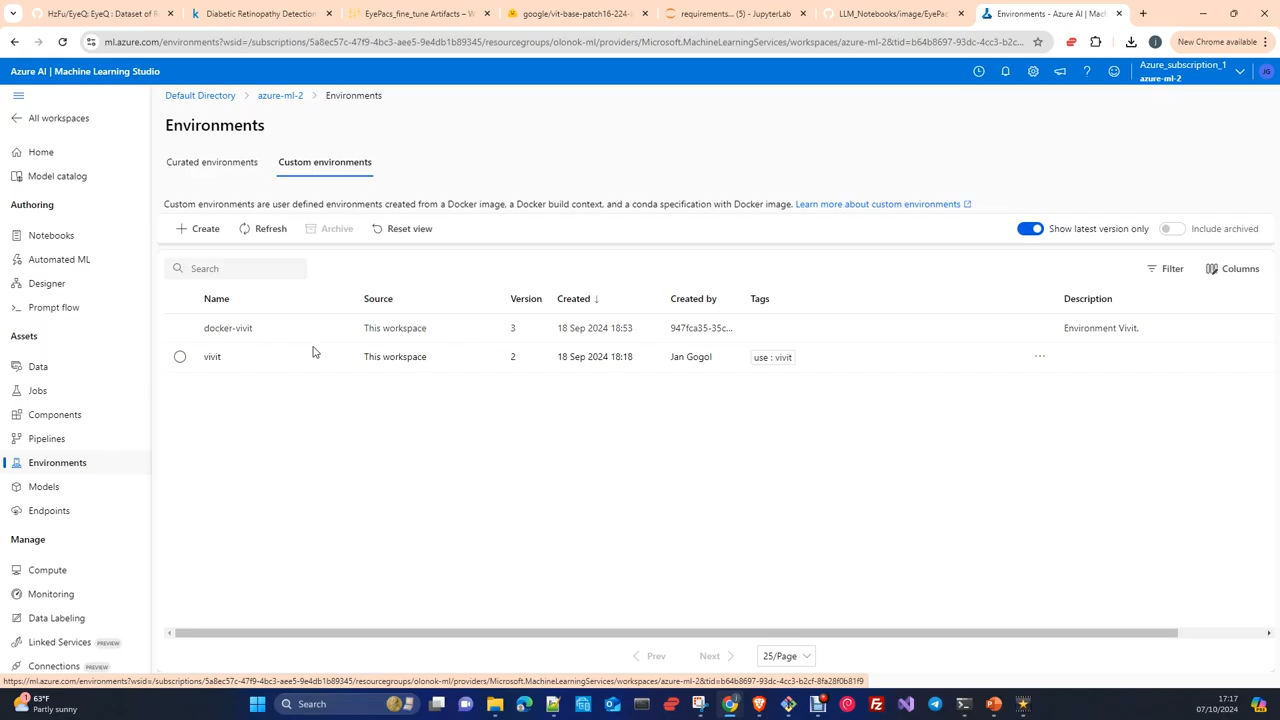 HzFu/EyeQ: EyeQ: Dataset of R
Diabetic Retinopathy Detection
EyePacs_fine_tune Artifacts – W
google/vit-base-patch16-224-i
requirements... (5) - JupyterLab
LLM_Notebooks/image/EyePac
Environments - Azure AI | Mach
ml.azure.com/environments?wsid=/subscriptions/5a8ec57c-47f9-4bc3-aee5-9e4db1b89345/resourcegroups/olonok-ml/providers/Microsoft.MachineLearningServices/workspaces/azure-ml-2&tid=b64b8697-93dc-4cc3-b2c...
New Chrome available
Azure AI | Machine Learning Studio
Azure_subscription_1
azure-ml-2
JG
Default Directory > azure-ml-2 > Environments
All workspaces
Environments
Home
Curated environments Custom environments
Model catalog
Authoring
Custom environments are user defined environments created from a Docker image, a Docker build context, and a conda specification with Docker image. Learn more about custom environments
Create Refresh Archive Reset view Show latest version only Include archived
Notebooks
Automated ML
Search Filter Columns
Designer
Name Source Version Created ↓ Created by Tags Description
Prompt flow
docker-vivit This workspace 3 18 Sep 2024 18:53 947fca35-35c... Environment Vivit.
Assets
vivit This workspace 2 18 Sep 2024 18:18 Jan Gogol use : vivit ...
Data
Jobs
Components
Pipelines
Environments
Models
Endpoints
Manage
Compute
Monitoring
Data Labeling
Linked Services PREVIEW
Prev Next 25/Page
Connections PREVIEW
https://ml.azure.com/environments?wsid=/subscriptions/5a8ec57c-47f9-4bc3-aee5-9e4db1b89345/resourcegroups/olonok-ml/providers/Microsoft.MachineLearningServices/workspaces/azure-ml-2&tid=b64b8697-93dc-4cc3-b2cf-8fa28f0b81f9
63°F
Partly sunny
Search
17:17
07/10/2024